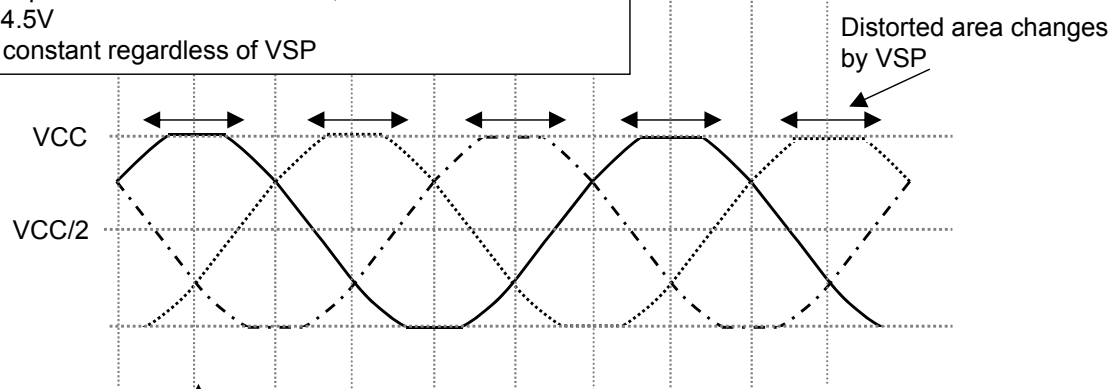 4.5V
constant regardless of VSP
Distorted area changes
by VSP
VCC
VCC/2